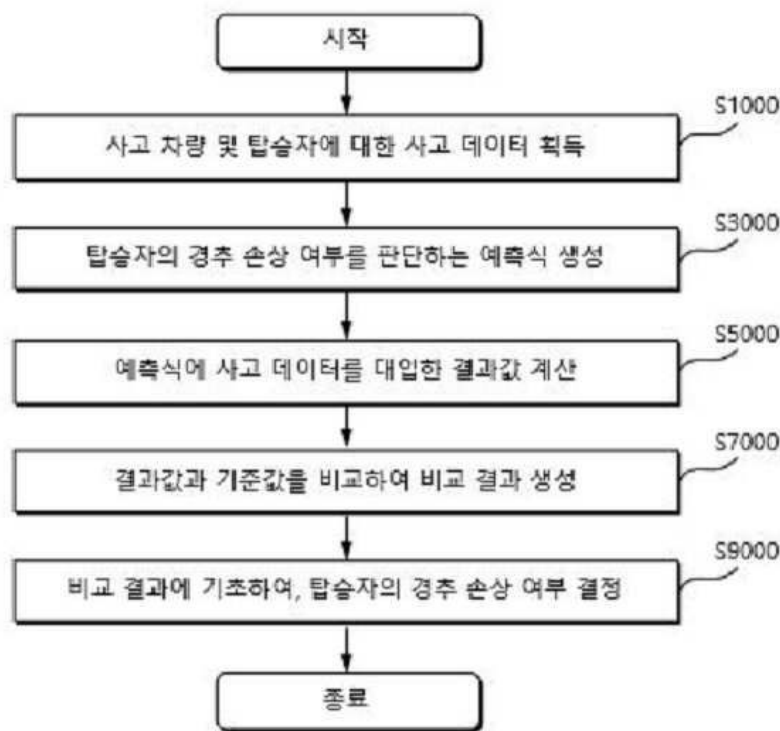 시작
S1000
사고 차량 및 탑승자에 대한 사고 데이터 획득
S3000
탑승자의 경추 손상 여부를 판단하는 예측식 생성
S5000
예측식에 사고 데이터를 대입한 결과값 계산
S7000
결과값과 기준값을 비교하여 비교 결과 생성
S9000
비교 결과에 기초하여, 탑승자의 경추 손상 여부 결정
종료